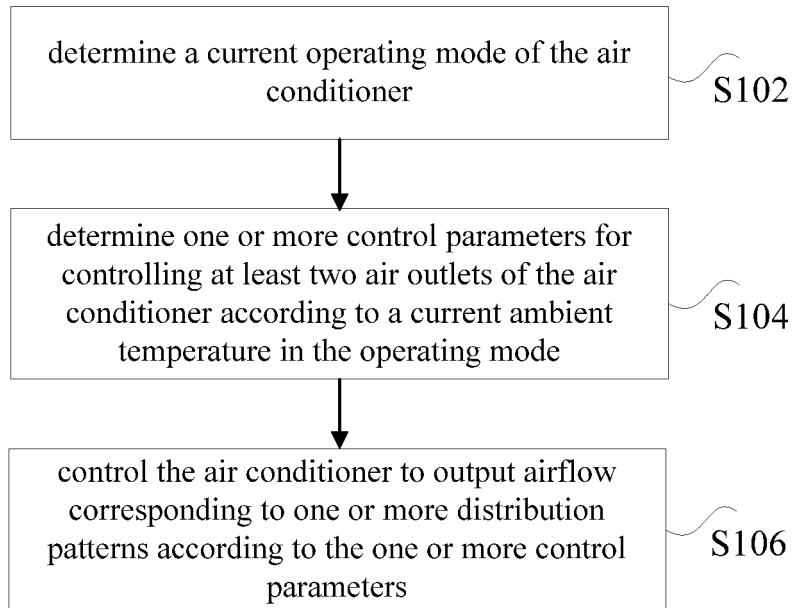 determine a current operating mode of the air
conditioner
S102
determine one or more control parameters for
controlling at least two air outlets of the air
conditioner according to a current ambient
temperature in the operating mode
S104
control the air conditioner to output airflow
corresponding to one or more distribution
patterns according to the one or more control
parameters
S106